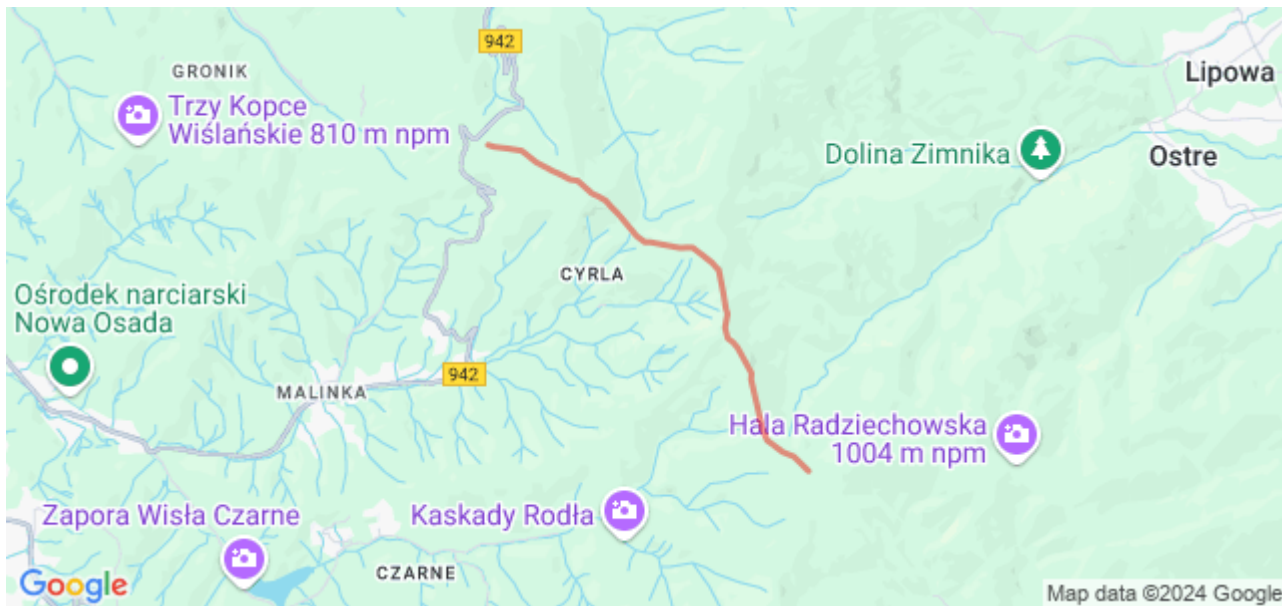 942
GRONIK
Trzy Kopce
Wiślańskie 810 m npm
Lipowa
Dolina Zimnika
Ostre
CYRLA
Ośrodek narciarski
Nowa Osada
942
MALINKA
Hala Radziechowska
1004 m npm
Kaskady Rodła
Zapora Wisła Czarne
CZARNE
Google
Map data ©2024 Google